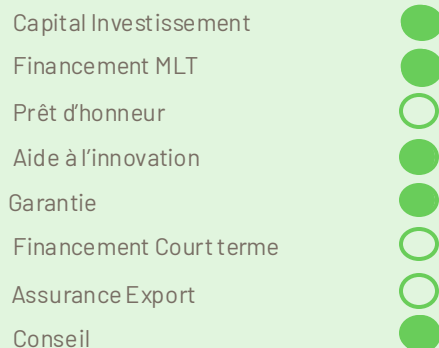 Capital Investissement
Financement MLT
Prêt d'honneur
Aide à l'innovation
Garantie
Financement Court terme
Assurance Export
Conseil